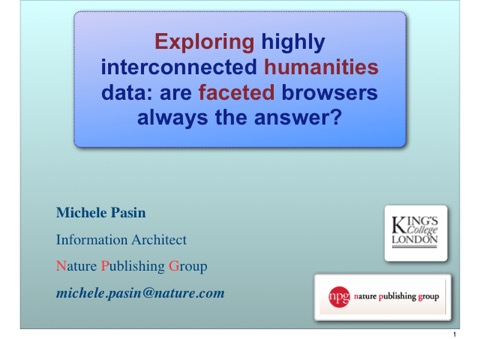 Exploring highly
interconnected humanities
data: are faceted browsers
always the answer?
Michele Pasin
Information Architect
Nature Publishing Group
michele.pasin@nature.com
KING'S
College
LONDON
npg nature publishing group
1